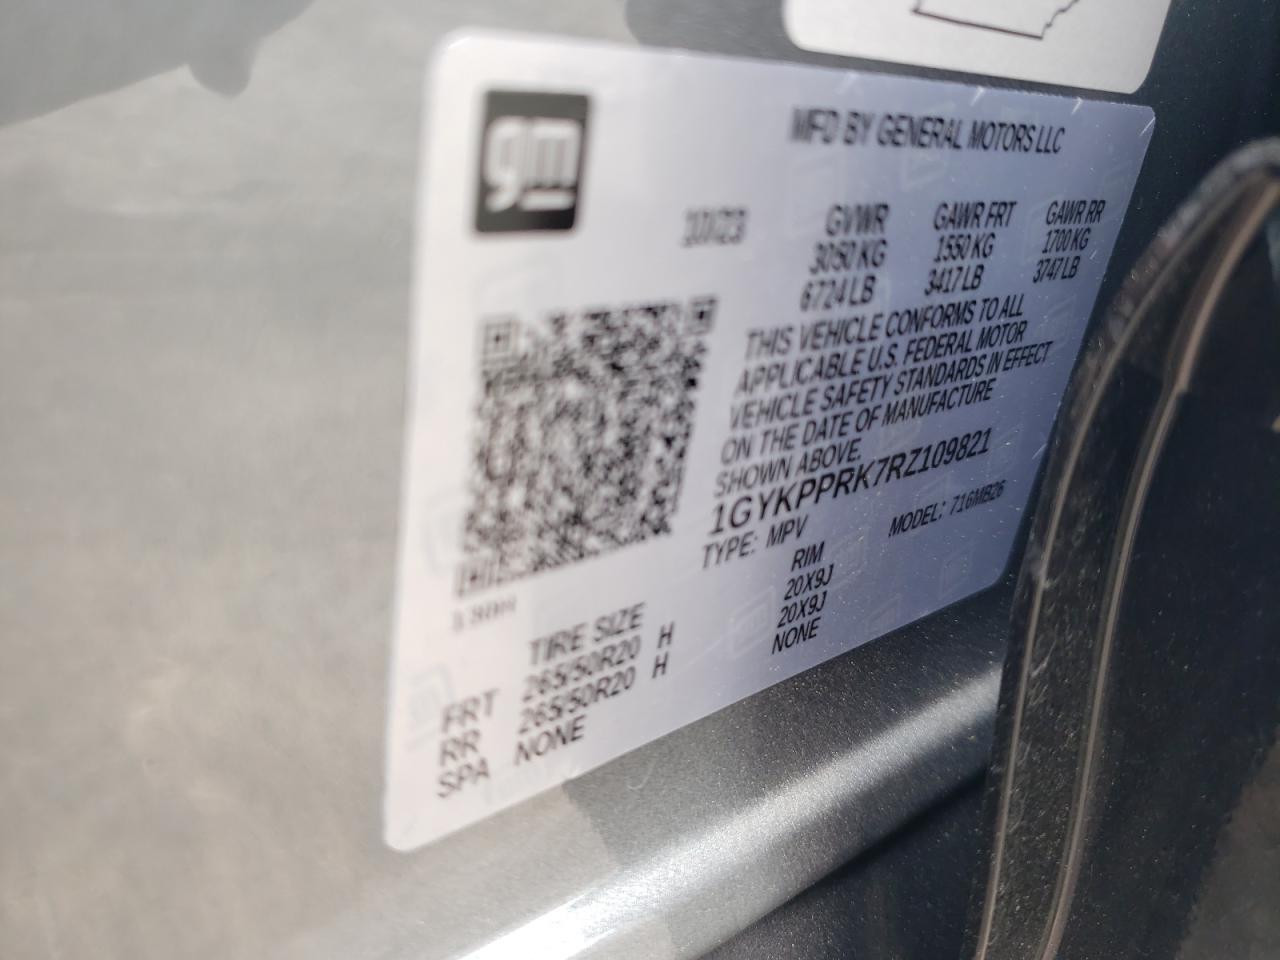 gm
MFD BY GENERAL MOTORS LLC
10/23 GVWR GAWR FRT GAWR RR
3050 KG 1550 KG 1700 KG
6724 LB 3417 LB 3747 LB
THIS VEHICLE CONFORMS TO ALL
APPLICABLE U.S. FEDERAL MOTOR
VEHICLE SAFETY STANDARDS IN EFFECT
ON THE DATE OF MANUFACTURE
SHOWN ABOVE.
1GYKPPRK7RZ109821
TYPE: MPV MODEL: 716MB26
TIRE SIZE RIM
FRT 265/50R20 H 20X9J
RR 265/50R20 H 20X9J
SPA NONE NONE